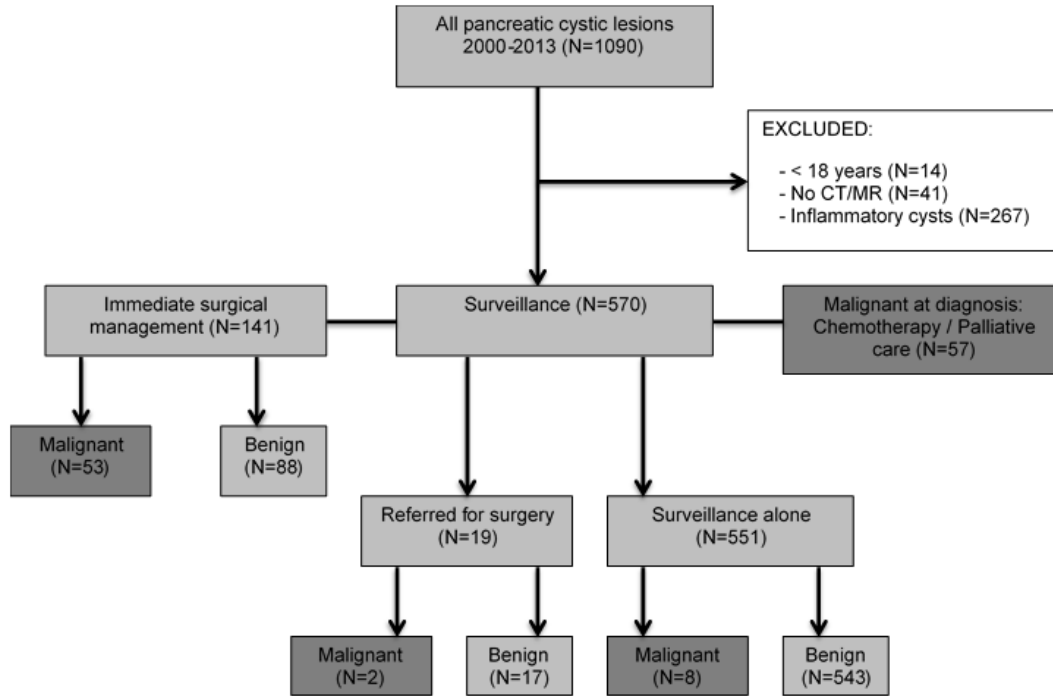 All pancreatic cystic lesions
2000-2013 (N=1090)
EXCLUDED:
- < 18 years (N=14)
- No CT/MR (N=41)
- Inflammatory cysts (N=267)
Immediate surgical
management (N=141)
Surveillance (N=570)
Malignant at diagnosis:
Chemotherapy / Palliative
care (N=57)
Malignant
(N=53)
Benign
(N=88)
Referred for surgery
(N=19)
Surveillance alone
(N=551)
Malignant
(N=2)
Benign
(N=17)
Malignant
(N=8)
Benign
(N=543)